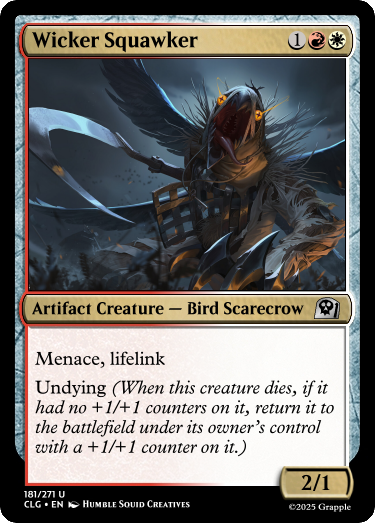 Wicker Squawker 1
Artifact Creature — Bird Scarecrow
Menace, lifelink
Undying (When this creature dies, if it
had no +1/+1 counters on it, return it to
the battlefield under its owner's control
with a +1/+1 counter on it.)
2/1
181/271 U
CLG • EN Humble Squid Creatives
©2025 Grapple